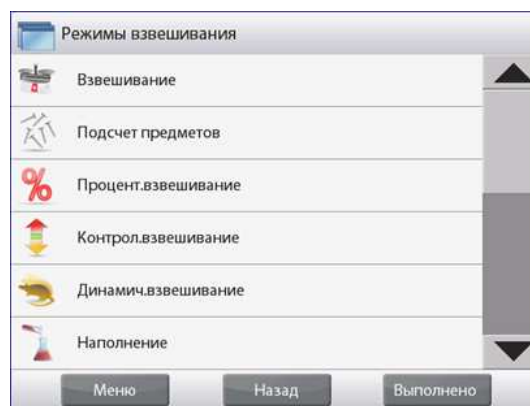 Режимы взвешивания
Взвешивание
Подсчет предметов
% Процент.взвешивание
Контрол.взвешивание
Динамич.взвешивание
Наполнение
Меню Назад Выполнено